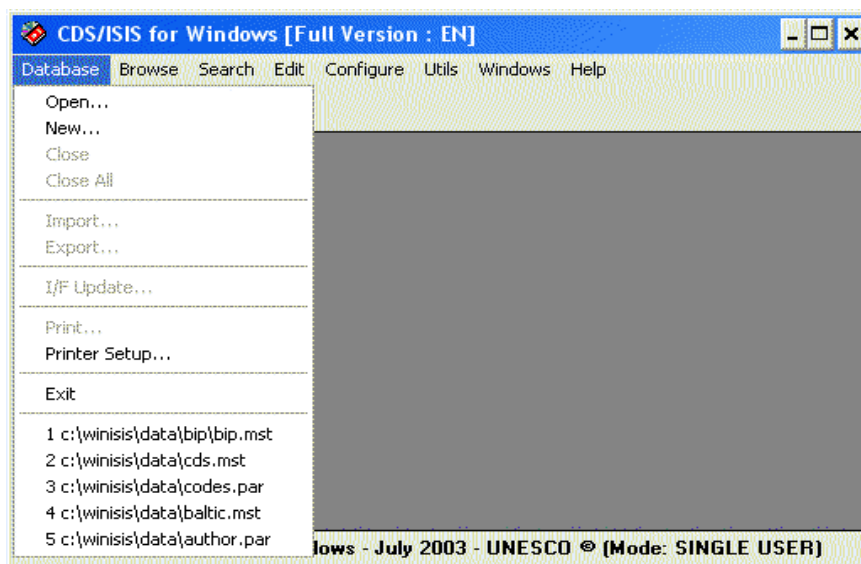 CDS/ISIS for Windows [Full Version : EN]
Database Browse Search Edit Configure Utils Windows Help
Open...
New...
Close
Close All
Import...
Export...
I/F Update...
Print...
Printer Setup...
Exit
1 c:\winisis\data\bip\bip.mst
2 c:\winisis\data\cds.mst
3 c:\winisis\data\codes.par
4 c:\winisis\data\baltic.mst
5 c:\winisis\data\author.par
lows - July 2003 - UNESCO © (Mode: SINGLE USER)